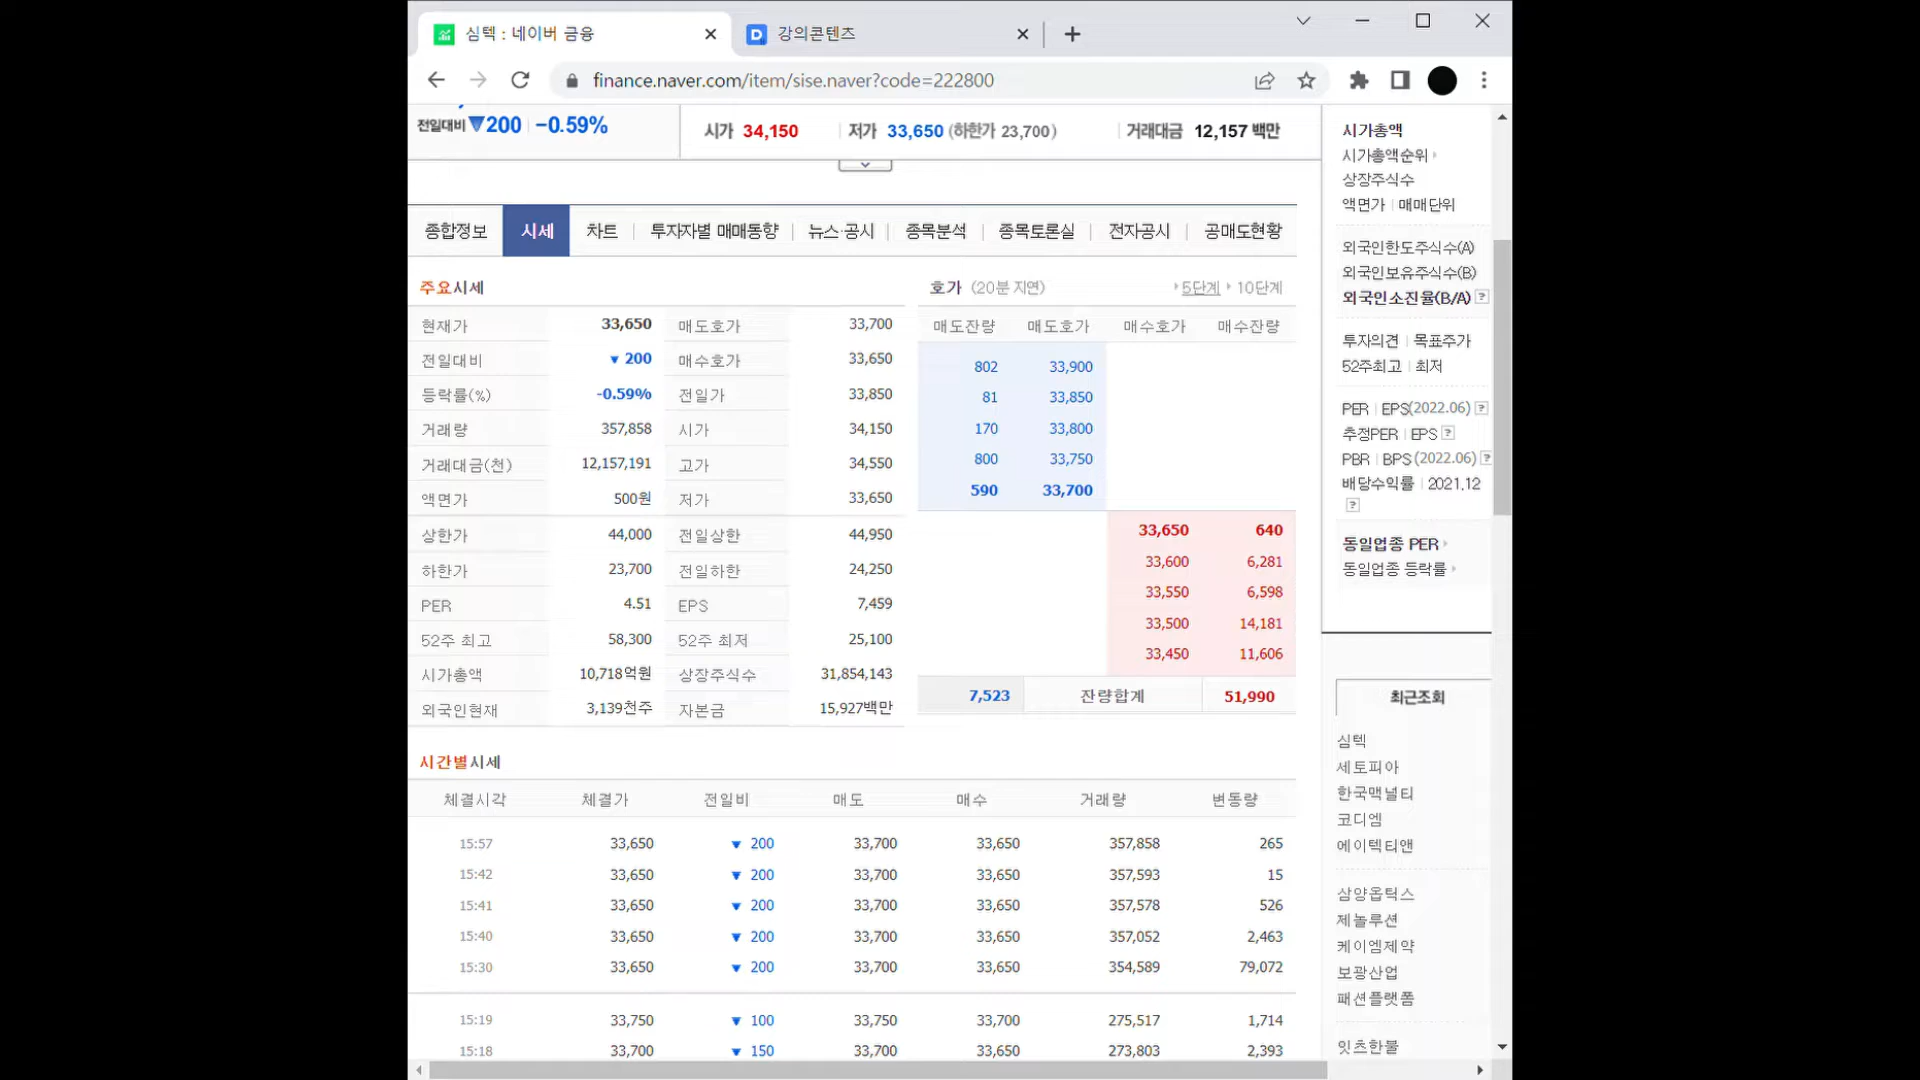 심텍 : 네이버 금융
강의콘텐츠
finance.naver.com/item/sise.naver?code=222800
전일대비 ▼200 -0.59%
시가 34,150 저가 33,650 (하한가 23,700) 거래대금 12,157 백만
종합정보 시세 차트 투자자별 매매동향 뉴스·공시 종목분석 종목토론실 전자공시 공매도현황
주요시세
현재가 33,650 매도호가 33,700
전일대비 ▼ 200 매수호가 33,650
등락률(%) -0.59% 전일가 33,850
거래량 357,858 시가 34,150
거래대금(천) 12,157,191 고가 34,550
액면가 500원 저가 33,650
상한가 44,000 전일상한 44,950
하한가 23,700 전일하한 24,250
PER 4.51 EPS 7,459
52주 최고 58,300 52주 최저 25,100
시가총액 10,718억원 상장주식수 31,854,143
외국인현재 3,139천주 자본금 15,927백만
호가 (20분 지연) 5단계 10단계
매도잔량 매도호가 매수호가 매수잔량
802 33,900
81 33,850
170 33,800
800 33,750
590 33,700
33,650 640
33,600 6,281
33,550 6,598
33,500 14,181
33,450 11,606
7,523 잔량합계 51,990
시간별시세
체결시각 체결가 전일비 매도 매수 거래량 변동량
15:57 33,650 ▼ 200 33,700 33,650 357,858 265
15:42 33,650 ▼ 200 33,700 33,650 357,593 15
15:41 33,650 ▼ 200 33,700 33,650 357,578 526
15:40 33,650 ▼ 200 33,700 33,650 357,052 2,463
15:30 33,650 ▼ 200 33,700 33,650 354,589 79,072
15:19 33,750 ▼ 100 33,750 33,700 275,517 1,714
15:18 33,700 ▼ 150 33,700 33,650 273,803 2,393
시가총액
시가총액순위
상장주식수
액면가 매매단위
외국인한도주식수(A)
외국인보유주식수(B)
외국인소진율(B/A) ?
투자의견 목표주가
52주최고 최저
PER EPS(2022.06) ?
추정PER EPS ?
PBR BPS(2022.06) ?
배당수익률 2021.12
?
동일업종 PER
동일업종 등락률
최근조회
심텍
세토피아
한국맥널티
코디엠
에이텍티앤
삼양옵틱스
제놀루션
케이엠제약
보광산업
패션플랫폼
잇츠한불